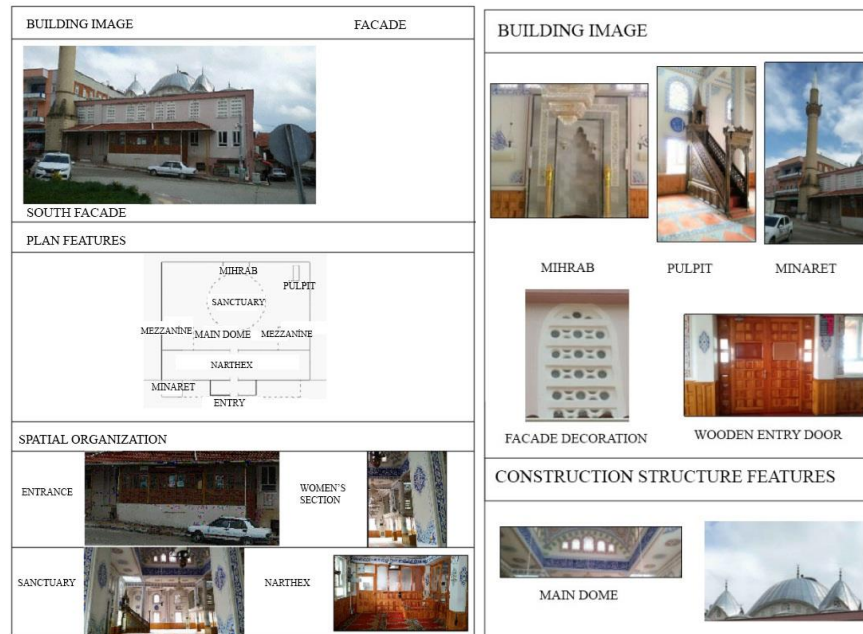 BUILDING IMAGE
FACADE
SOUTH FACADE
PLAN FEATURES
MIHRAB
PULPIT
SANCTUARY
MEZZANİNE
MAIN DOME
MEZZANİNE
NARTHEX
MINARET
ENTRY
SPATIAL ORGANIZATION
ENTRANCE
WOMEN'S
SECTION
SANCTUARY
NARTHEX
BUILDING IMAGE
MIHRAB
PULPIT
MINARET
FACADE DECORATION
WOODEN ENTRY DOOR
CONSTRUCTION STRUCTURE FEATURES
MAIN DOME